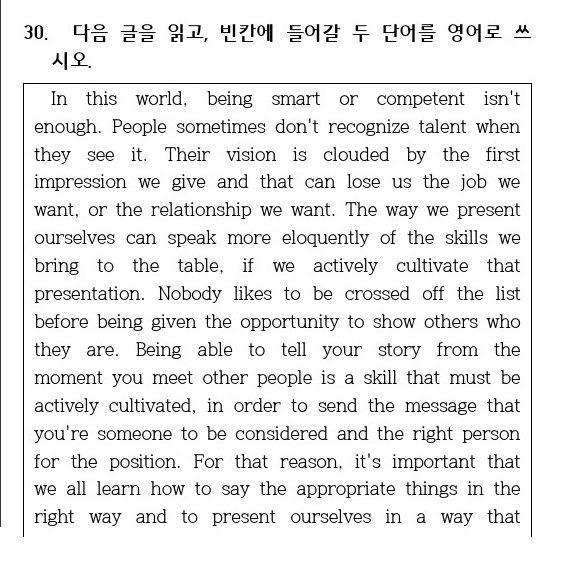 30. 다음 글을 읽고, 빈칸에 들어갈 두 단어를 영어로 쓰
시오.
In this world, being smart or competent isn't
enough. People sometimes don't recognize talent when
they see it. Their vision is clouded by the first
impression we give and that can lose us the job we
want, or the relationship we want. The way we present
ourselves can speak more eloquently of the skills we
bring to the table, if we actively cultivate that
presentation. Nobody likes to be crossed off the list
before being given the opportunity to show others who
they are. Being able to tell your story from the
moment you meet other people is a skill that must be
actively cultivated, in order to send the message that
you're someone to be considered and the right person
for the position. For that reason, it's important that
we all learn how to say the appropriate things in the
right way and to present ourselves in a way that